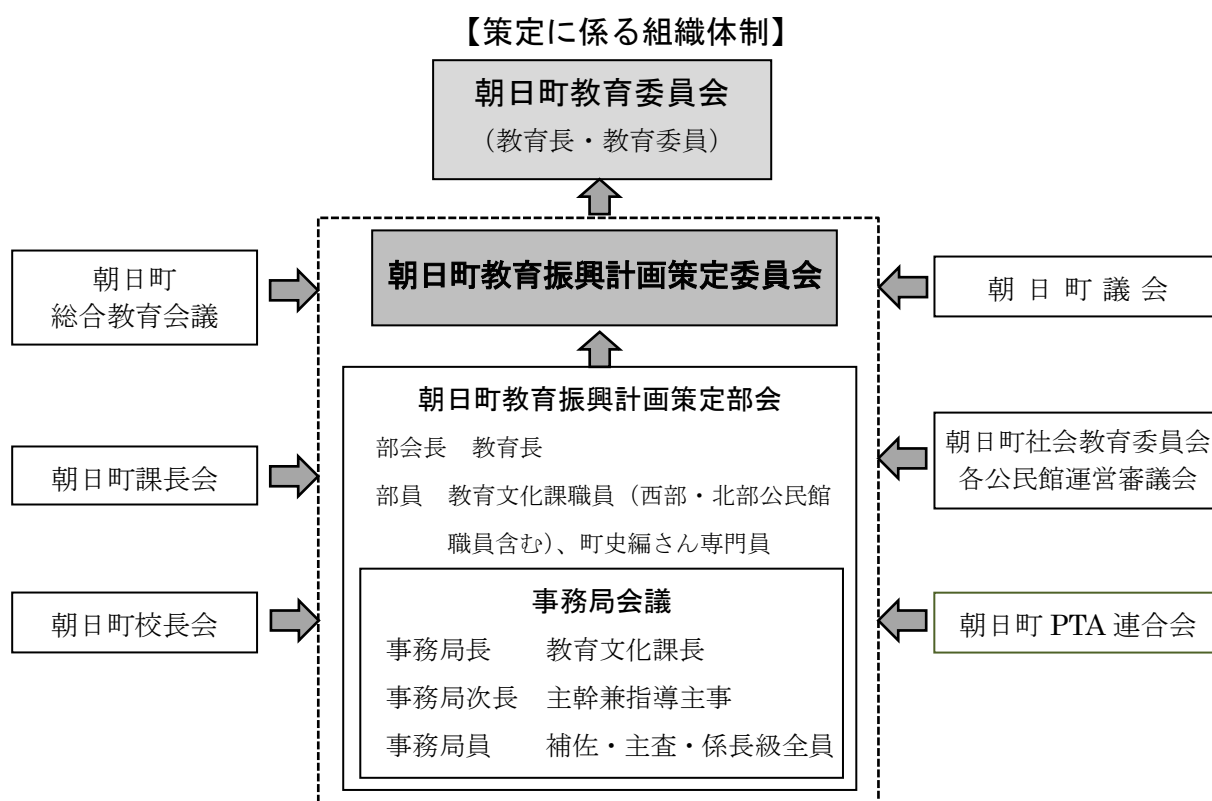 【策定に係る組織体制】
朝日町教育委員会
（教育長・教育委員）
朝日町教育振興計画策定委員会
朝日町
総合教育会議
朝日町課長会
朝日町校長会
朝日町議会
朝日町社会教育委員会
各公民館運営審議会
朝日町 PTA 連合会
朝日町教育振興計画策定部会
部会長　教育長
部員　教育文化課職員（西部・北部公民館
職員含む）、町史編さん専門員
事務局会議
事務局長　教育文化課長
事務局次長　主幹兼指導主事
事務局員　補佐・主査・係長級全員